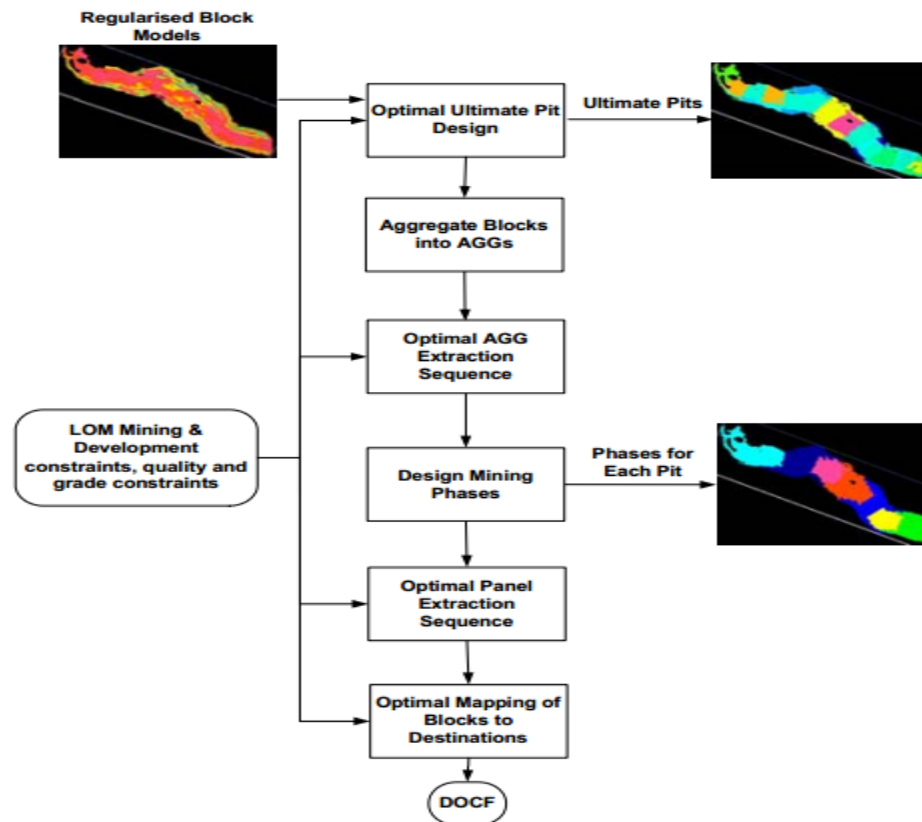 Regularised Block
Models
Optimal Ultimate Pit
Design
Ultimate Pits
Aggregate Blocks
into AGGs
Optimal AGG
Extraction
Sequence
LOM Mining &
Development
constraints, quality and
grade constraints
Design Mining
Phases
Phases for
Each Pit
Optimal Panel
Extraction
Sequence
Optimal Mapping of
Blocks to
Destinations
DOCF